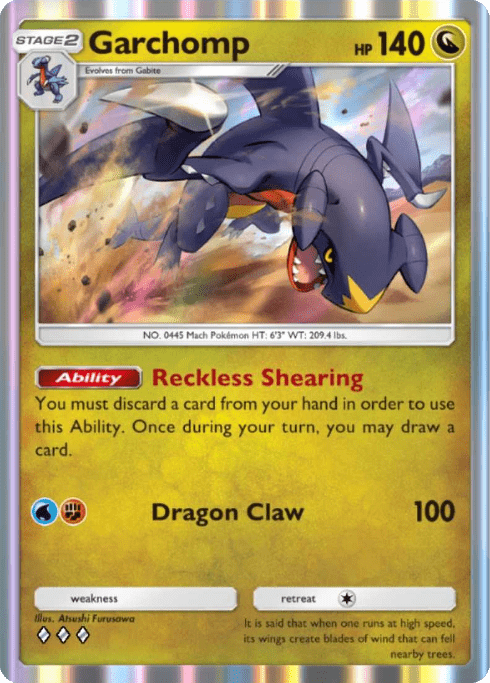 STAGE2 Garchomp HP 140
Evolves from Gabite
NO. 0445 Mach Pokémon HT: 6'3" WT: 209.4 lbs.
Ability Reckless Shearing
You must discard a card from your hand in order to use
this Ability. Once during your turn, you may draw a
card.
Dragon Claw 100
weakness retreat
Illus. Atsushi Furusawa
It is said that when one runs at high speed,
its wings create blades of wind that can fell
nearby trees.